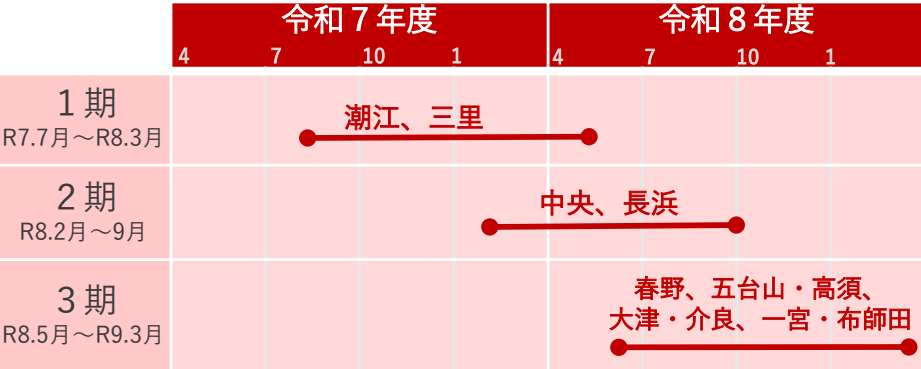 令和７年度 令和８年度
4 7 10 1 4 7 10 1
１期
R7.7月～R8.3月
潮江、三里
２期
R8.2月～9月
中央、長浜
３期
R8.5月～R9.3月
春野、五台山・高須、
大津・介良、一宮・布師田